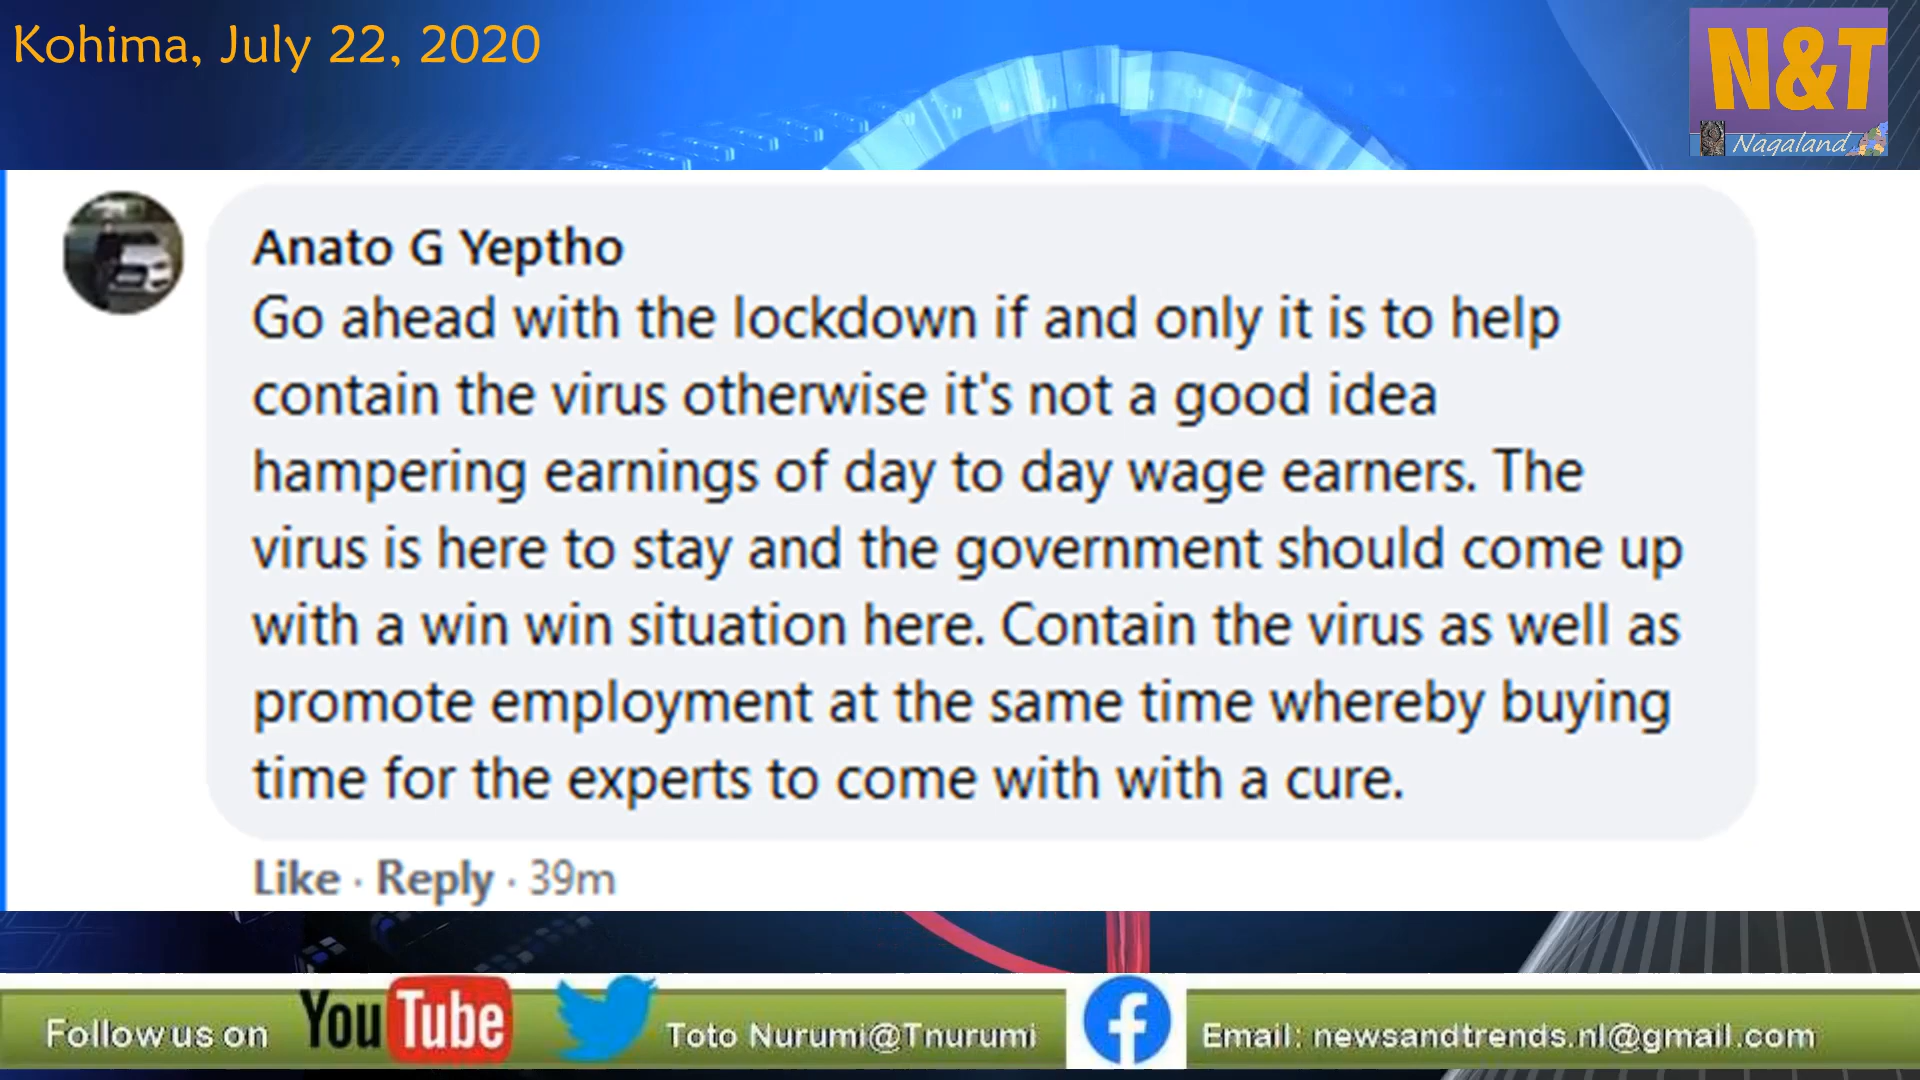 Kohima, July 22, 2020
N&T
Nagaland
Anato G Yeptho
Go ahead with the lockdown if and only it is to help
contain the virus otherwise it's not a good idea
hampering earnings of day to day wage earners. The
virus is here to stay and the government should come up
with a win win situation here. Contain the virus as well as
promote employment at the same time whereby buying
time for the experts to come with with a cure.
Like · Reply · 39m
Follow us on YouTube Toto Nurumi@Tnurumi f Email: newsandtrends.nl@gmail.com